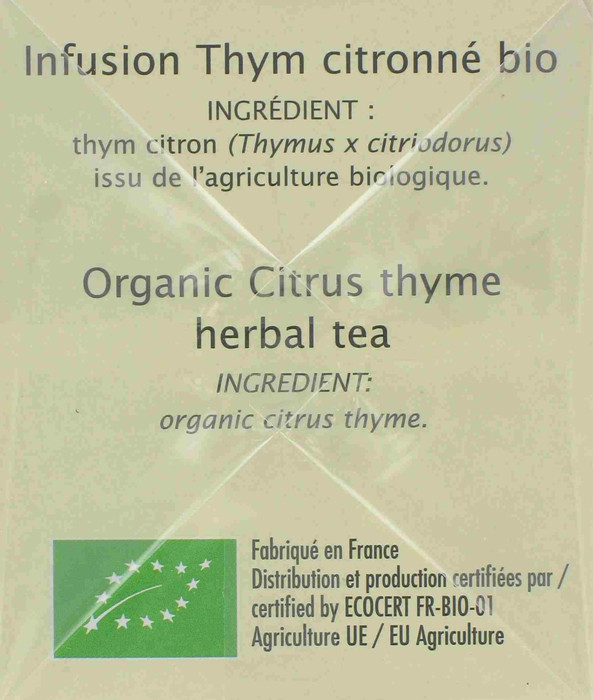 Infusion Thym citronné bio
INGRÉDIENT :
thym citron (Thymus x citriodorus)
issu de l'agriculture biologique.
Organic Citrus thyme
herbal tea
INGREDIENT:
organic citrus thyme.
Fabriqué en France
Distribution et production certifiées par /
certified by ECOCERT FR-BIO-01
Agriculture UE / EU Agriculture